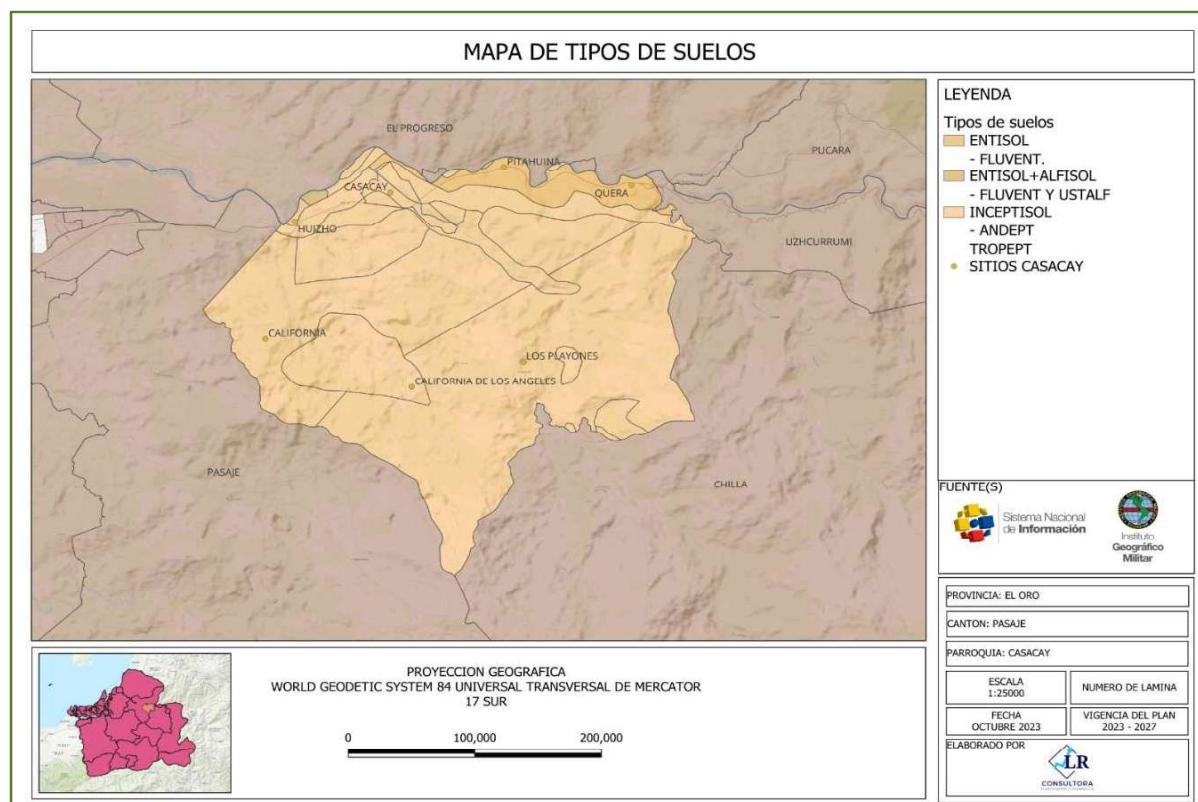 MAPA DE TIPOS DE SUELOS
EL PROGRESO
PUCARA
PITAHUINA
CASACAY
QUERA
HUIZHO
UZHCURRUMI
CALIFORNIA
LOS PLAYONES
CALIFORNIA DE LOS ANGELES
PASAJE
CHILLA
LEYENDA
Tipos de suelos
ENTISOL
- FLUVENT.
ENTISOL+ALFISOL
- FLUVENT Y USTALF
INCEPTISOL
- ANDEPT
TROPEPT
SITIOS CASACAY
FUENTE(S)
Sistema Nacional
de Información
Instituto
Geográfico
Militar
PROVINCIA: EL ORO
CANTON: PASAJE
PARROQUIA: CASACAY
ESCALA
1:25000
NUMERO DE LAMINA
FECHA
OCTUBRE 2023
VIGENCIA DEL PLAN
2023 - 2027
ELABORADO POR
LR
CONSULTORA
PROYECCION GEOGRAFICA
WORLD GEODETIC SYSTEM 84 UNIVERSAL TRANSVERSAL DE MERCATOR
17 SUR
0 100,000 200,000